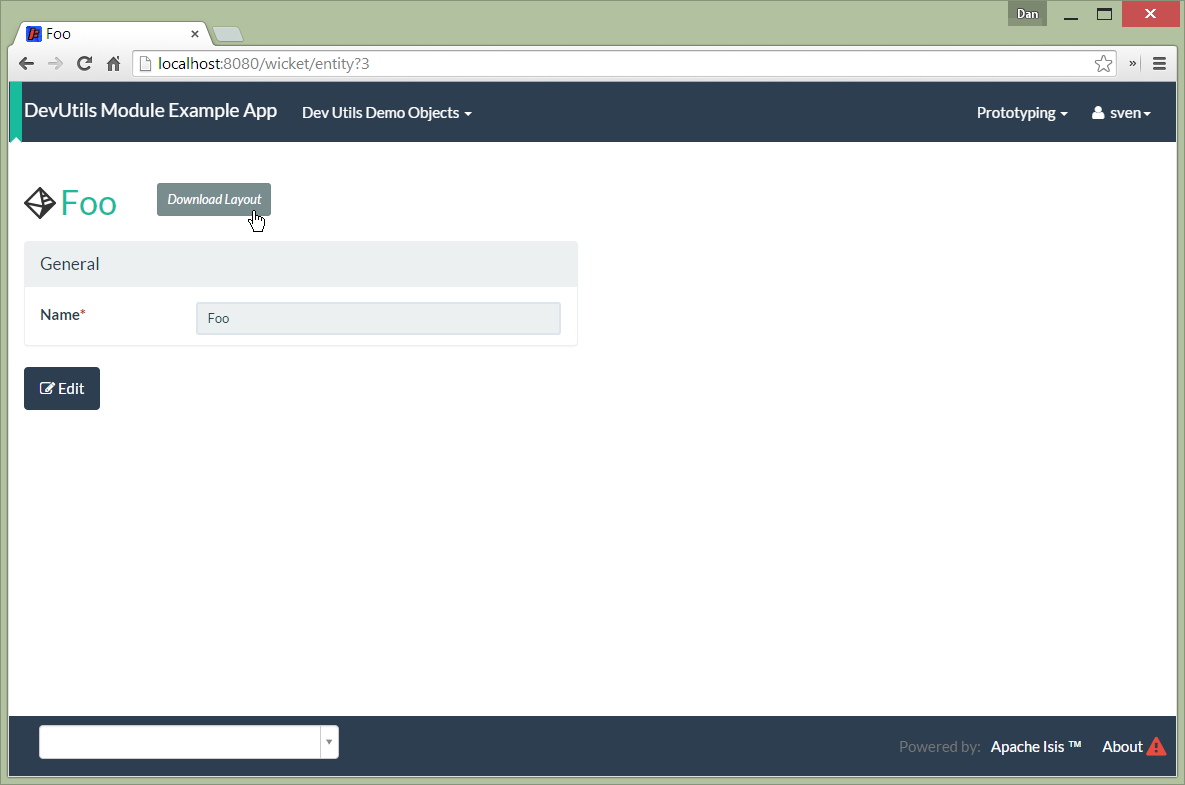 Dan
Foo
localhost:8080/wicket/entity?3
»
DevUtils Module Example App Dev Utils Demo Objects Prototyping sven
Foo Download Layout
General
Name* Foo
Edit
Powered by: Apache Isis ™ About